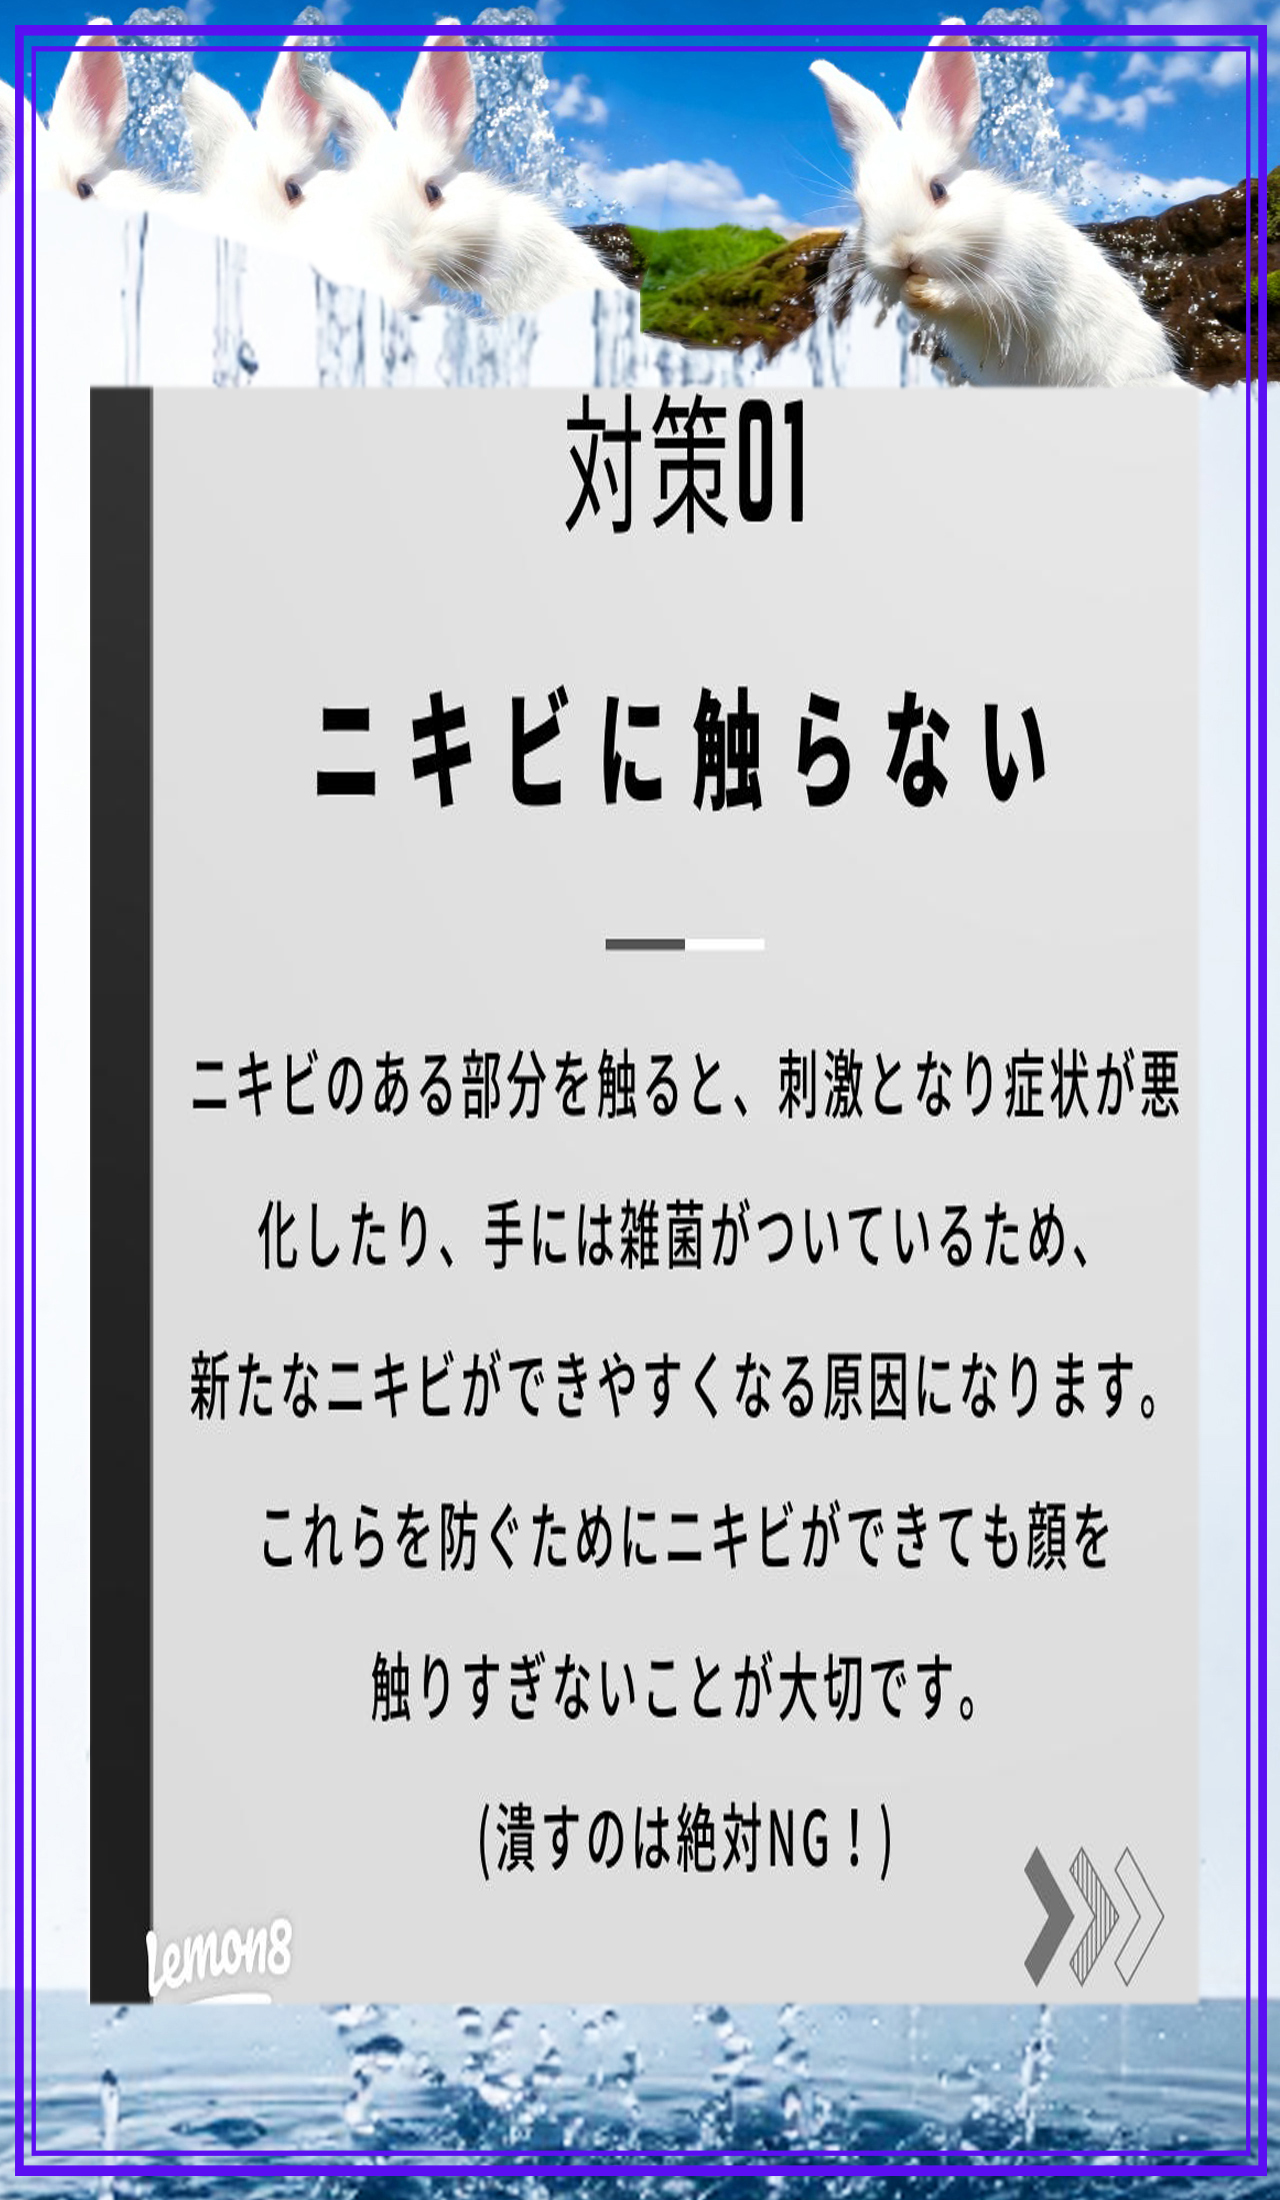 対策01
ニキビに触らない
ニキビのある部分を触ると、刺激となり症状が悪
化したり、手には雑菌がついているため、
新たなニキビができやすくなる原因になります。
これらを防ぐためにニキビができても顔を
触りすぎないことが大切です。
(潰すのは絶対NG！)
Lemon8